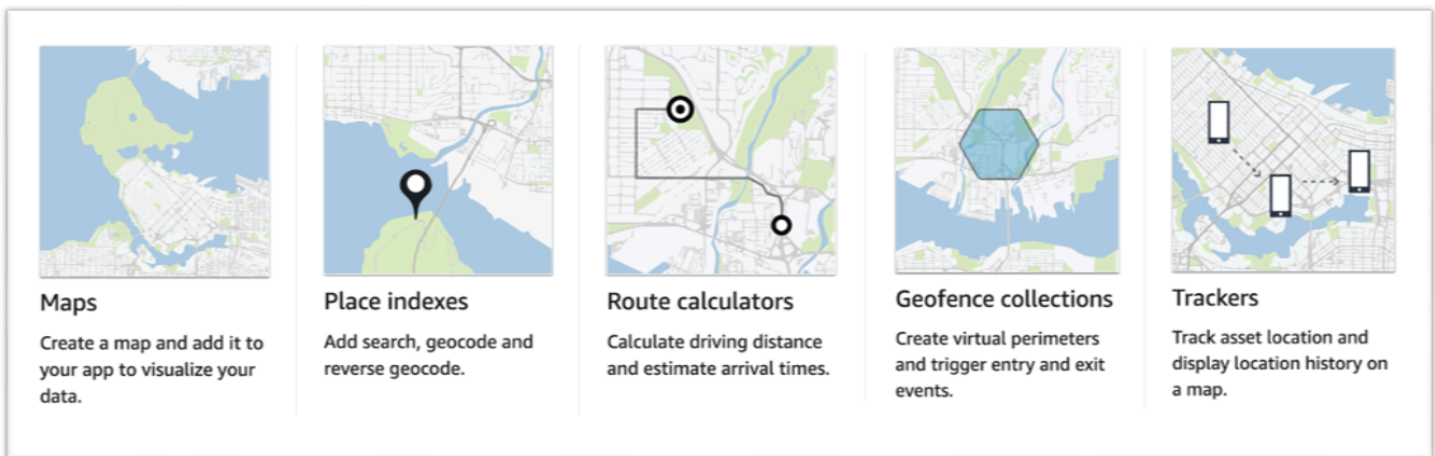 Maps
Create a map and add it to
your app to visualize your
data.
Place indexes
Add search, geocode and
reverse geocode.
Route calculators
Calculate driving distance
and estimate arrival times.
Geofence collections
Create virtual perimeters
and trigger entry and exit
events.
Trackers
Track asset location and
display location history on
a map.